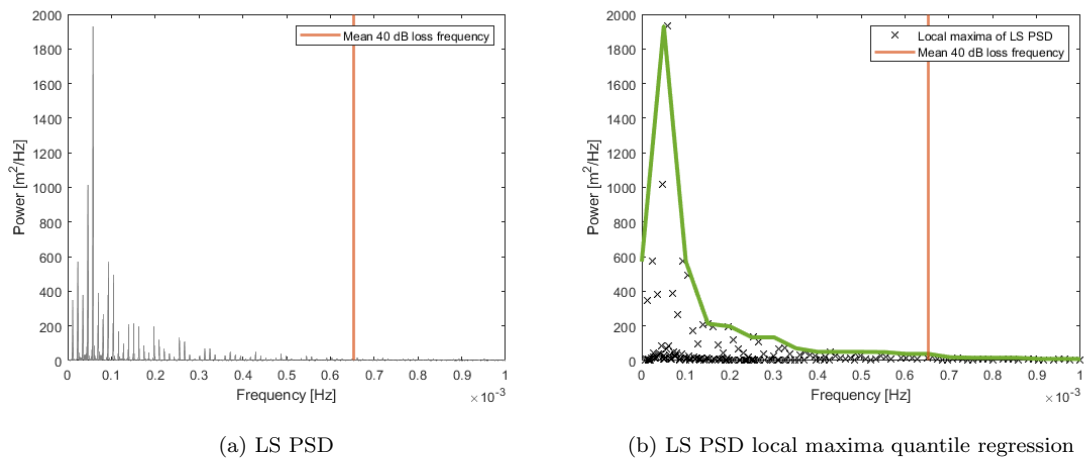 2000
1800
1600
1400
1200
1000
800
600
400
200
0
Power [m²/Hz]
Mean 40 dB loss frequency
0 0.1 0.2 0.3 0.4 0.5 0.6 0.7 0.8 0.9 1
Frequency [Hz]
×10⁻³
(a) LS PSD
2000
1800
1600
1400
1200
1000
800
600
400
200
0
Power [m²/Hz]
Local maxima of LS PSD
Mean 40 dB loss frequency
0 0.1 0.2 0.3 0.4 0.5 0.6 0.7 0.8 0.9 1
Frequency [Hz]
×10⁻³
(b) LS PSD local maxima quantile regression